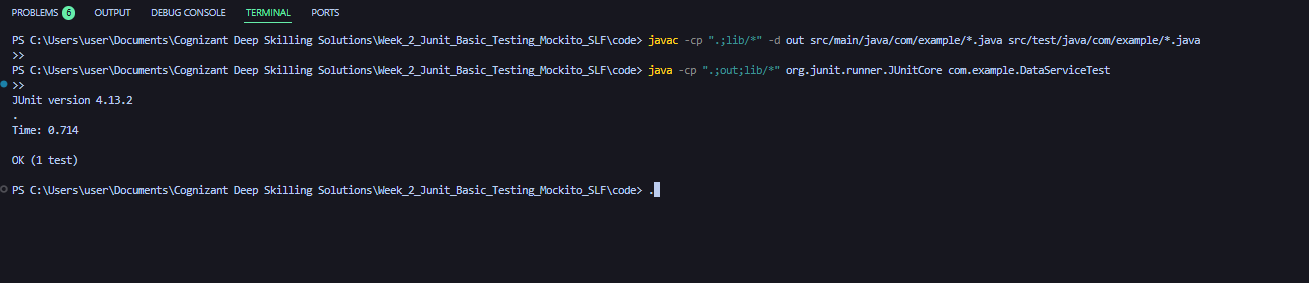 PROBLEMS 6 OUTPUT DEBUG CONSOLE TERMINAL PORTS
PS C:\Users\user\Documents\Cognizant Deep Skilling Solutions\Week_2_Junit_Basic_Testing_Mockito_SLF\code> javac -cp ".;lib/*" -d out src/main/java/com/example/*.java src/test/java/com/example/*.java
>>
PS C:\Users\user\Documents\Cognizant Deep Skilling Solutions\Week_2_Junit_Basic_Testing_Mockito_SLF\code> java -cp ".;out;lib/*" org.junit.runner.JUnitCore com.example.DataServiceTest
>>
JUnit version 4.13.2
.
Time: 0.714
OK (1 test)
PS C:\Users\user\Documents\Cognizant Deep Skilling Solutions\Week_2_Junit_Basic_Testing_Mockito_SLF\code> .